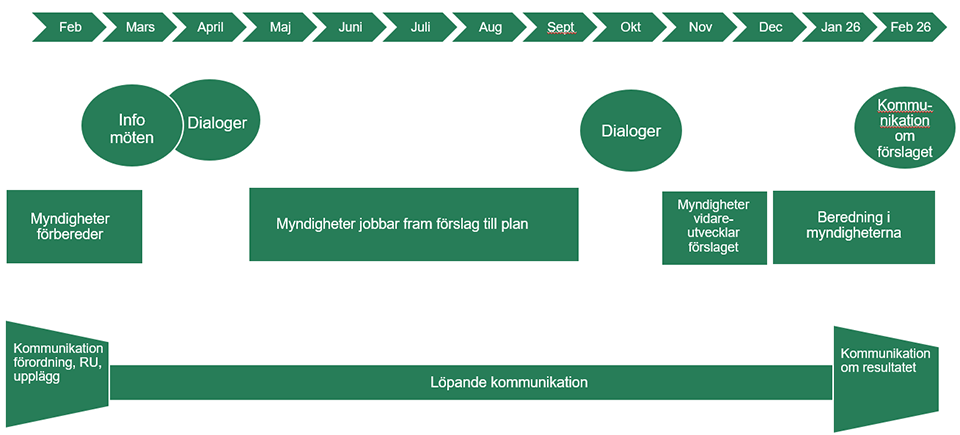 Feb
Mars
April
Maj
Juni
Juli
Aug
Sept
Okt
Nov
Dec
Jan 26
Feb 26
Info
möten
Dialoger
Dialoger
Kommu-
nikation
om
förslaget
Myndigheter
förbereder
Myndigheter jobbar fram förslag till plan
Myndigheter
vidare-
utvecklar
förslaget
Beredning i
myndigheterna
Kommunikation
förordning, RU,
upplägg
Löpande kommunikation
Kommunikation
om resultatet